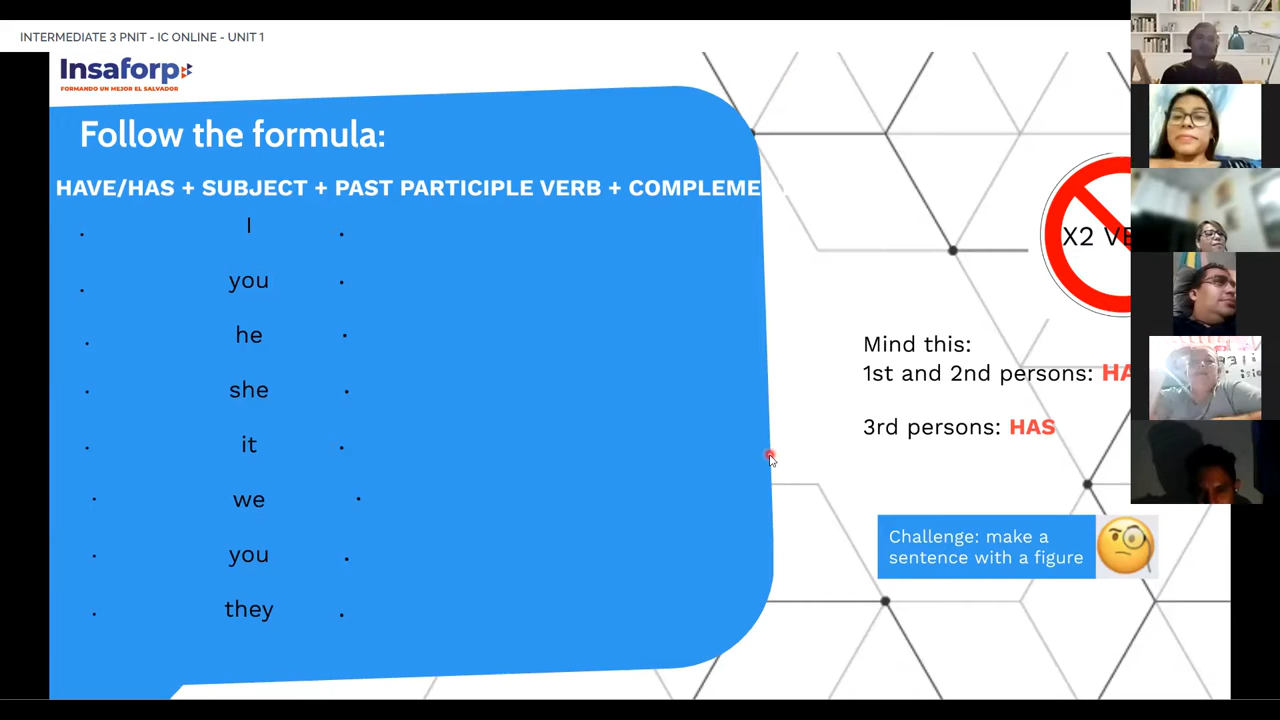 INTERMEDIATE 3 PNIT - IC ONLINE - UNIT 1
Insaforp
FORMANDO UN MEJOR EL SALVADOR
Follow the formula:
HAVE/HAS + SUBJECT + PAST PARTICIPLE VERB + COMPLEME
I
you
he
she
it
we
you
they
X2 VE
Mind this:
1st and 2nd persons: HA
3rd persons: HAS
Challenge: make a
sentence with a figure